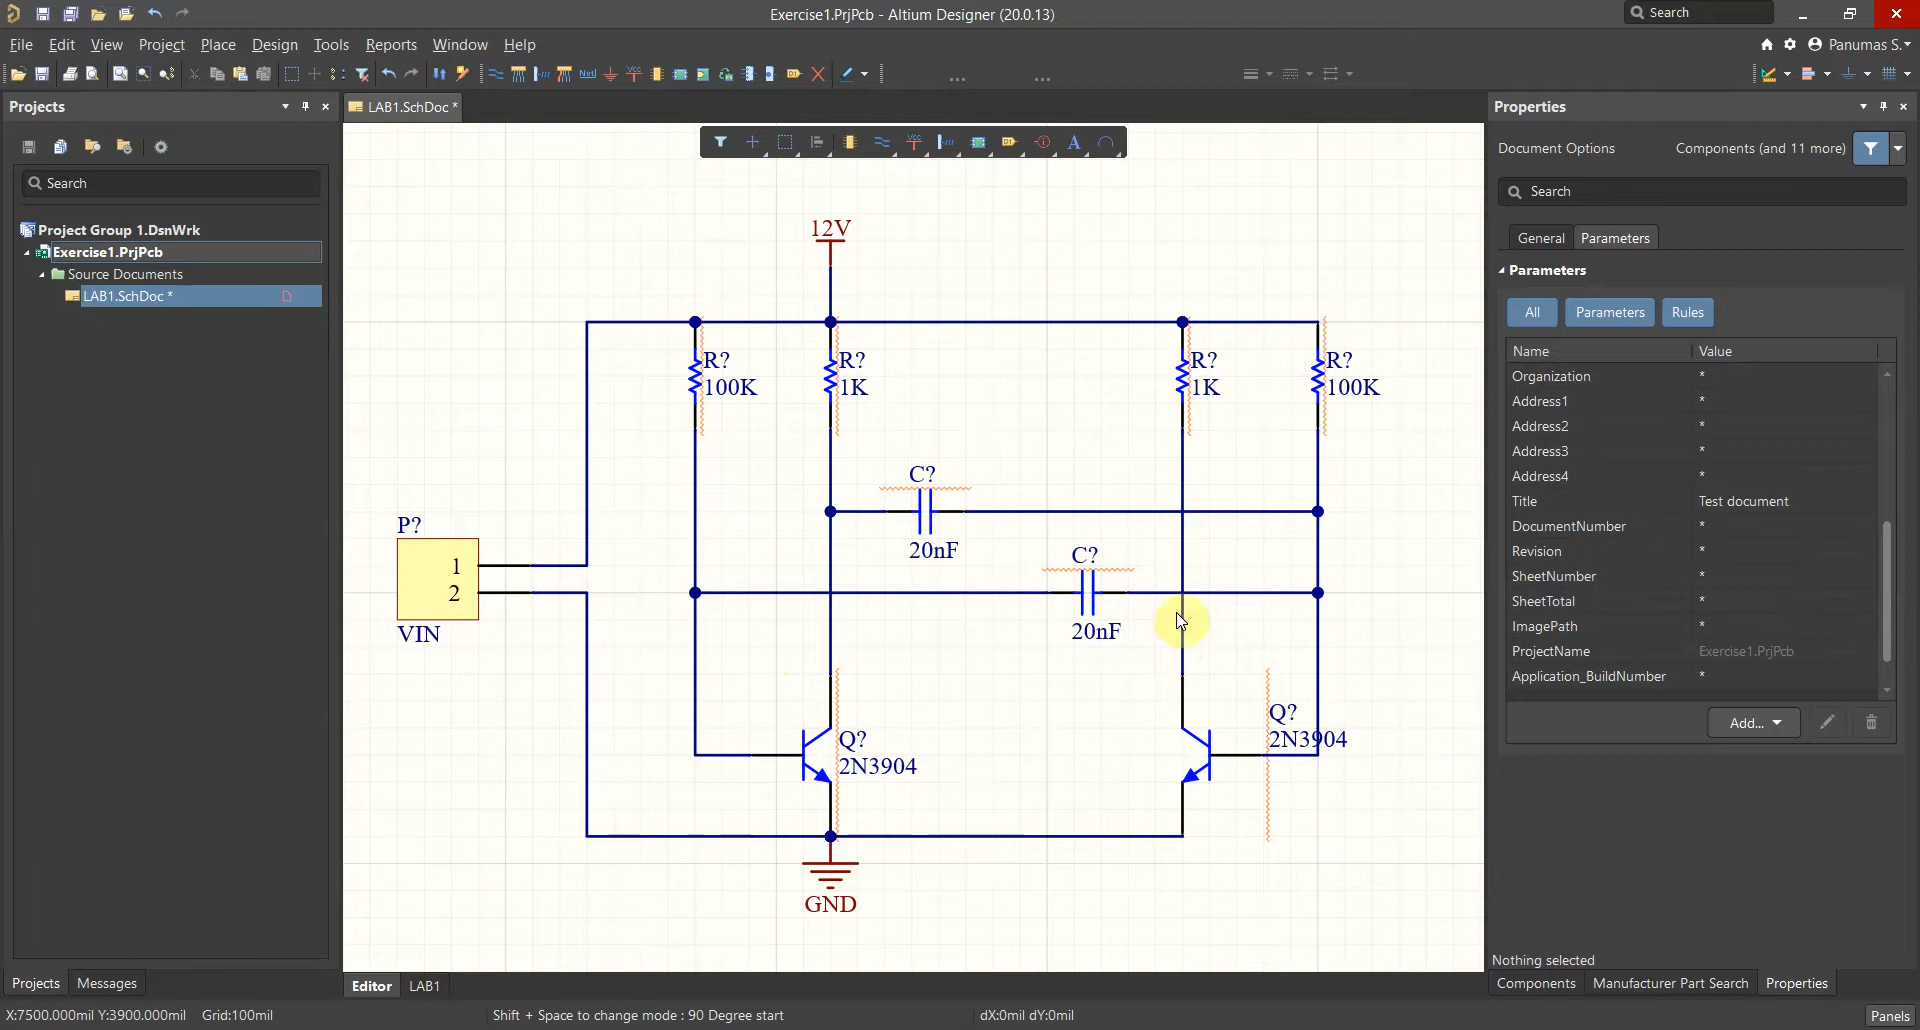 Exercise1.PrjPcb - Altium Designer (20.0.13)
Search
File Edit View Project Place Design Tools Reports Window Help
Panumas S.
Net
Vcc
D1
Projects
LAB1.SchDoc *
Properties
Vcc
D1
A
Document Options
Components (and 11 more)
Search
Search
Project Group 1.DsnWrk
Exercise1.PrjPcb
Source Documents
LAB1.SchDoc *
12V
R?
100K
R?
1K
R?
1K
R?
100K
C?
20nF
C?
20nF
P?
1
2
VIN
Q?
2N3904
Q?
2N3904
GND
General Parameters
Parameters
All Parameters Rules
Name Value
Organization *
Address1 *
Address2 *
Address3 *
Address4 *
Title Test document
DocumentNumber *
Revision *
SheetNumber *
SheetTotal *
ImagePath *
ProjectName Exercise1.PrjPcb
Application_BuildNumber *
Add...
Nothing selected
Projects Messages
Editor LAB1
Components Manufacturer Part Search Properties
X:7500.000mil Y:3900.000mil Grid:100mil
Shift + Space to change mode : 90 Degree start
dX:0mil dY:0mil
Panels